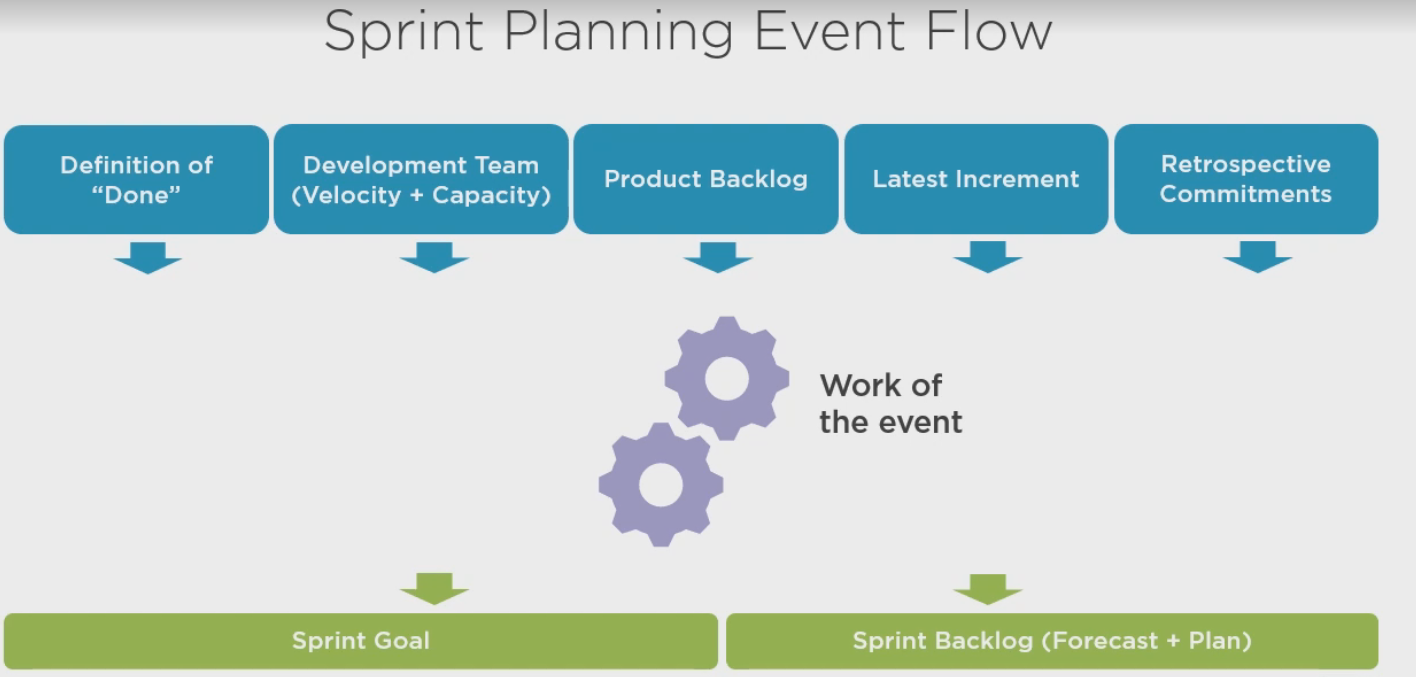 Sprint Planning Event Flow
Definition of
“Done”
Development Team
(Velocity + Capacity)
Product Backlog
Latest Increment
Retrospective
Commitments
Work of
the event
Sprint Goal
Sprint Backlog (Forecast + Plan)